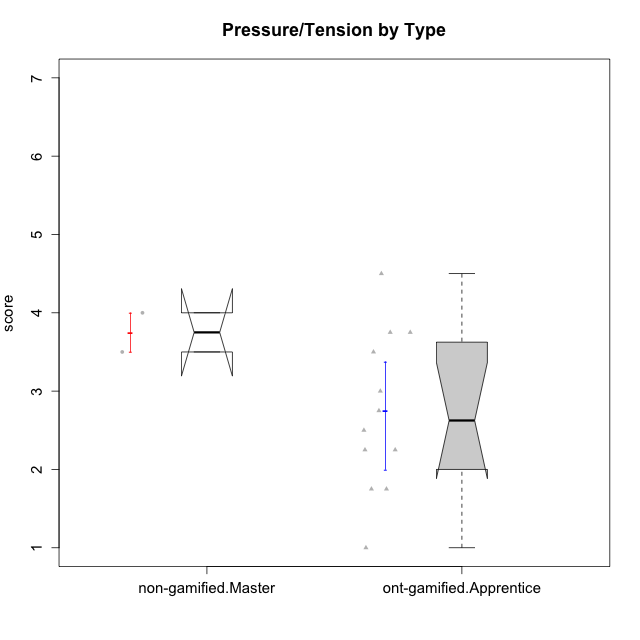 Pressure/Tension by Type
score
7
6
5
4
3
2
1
non-gamified.Master
ont-gamified.Apprentice